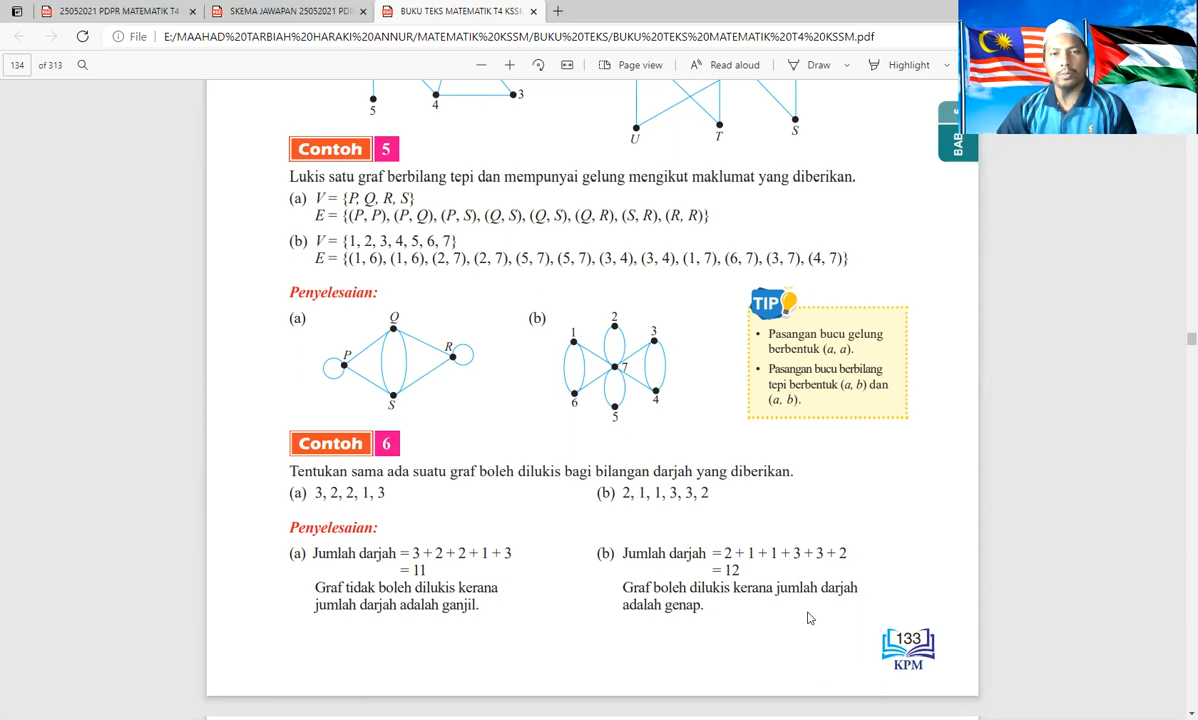 25052021 PDPR MATEMATIK T4
SKEMA JAWAPAN 25052021 PDF
BUKU TEKS MATEMATIK T4 KSS
File
E:/MAAHAD%20TARBIAH%20HARAKI%20ANNUR/MATEMATIK%20KSSM/BUKU%20TEKS/BUKU%20TEKS%20MATEMATIK%20T4%20KSSM.pdf
134 of 313
Page view
Read aloud
Draw
Highlight
5 4 3
U T S
BAB
Contoh 5
Lukis satu graf berbilang tepi dan mempunyai gelung mengikut maklumat yang diberikan.
(a) V = {P, Q, R, S}
E = {(P, P), (P, Q), (P, S), (Q, S), (Q, S), (Q, R), (S, R), (R, R)}
(b) V = {1, 2, 3, 4, 5, 6, 7}
E = {(1, 6), (1, 6), (2, 7), (2, 7), (5, 7), (5, 7), (3, 4), (3, 4), (1, 7), (6, 7), (3, 7), (4, 7)}
Penyelesaian:
(a)
Q
P
R
S
(b)
2
1 3
7
6 4
5
TIP
• Pasangan bucu gelung
berbentuk (a, a).
• Pasangan bucu berbilang
tepi berbentuk (a, b) dan
(a, b).
Contoh 6
Tentukan sama ada suatu graf boleh dilukis bagi bilangan darjah yang diberikan.
(a) 3, 2, 2, 1, 3
(b) 2, 1, 1, 3, 3, 2
Penyelesaian:
(a) Jumlah darjah = 3 + 2 + 2 + 1 + 3
= 11
Graf tidak boleh dilukis kerana
jumlah darjah adalah ganjil.
(b) Jumlah darjah = 2 + 1 + 1 + 3 + 3 + 2
= 12
Graf boleh dilukis kerana jumlah darjah
adalah genap.
133
KPM